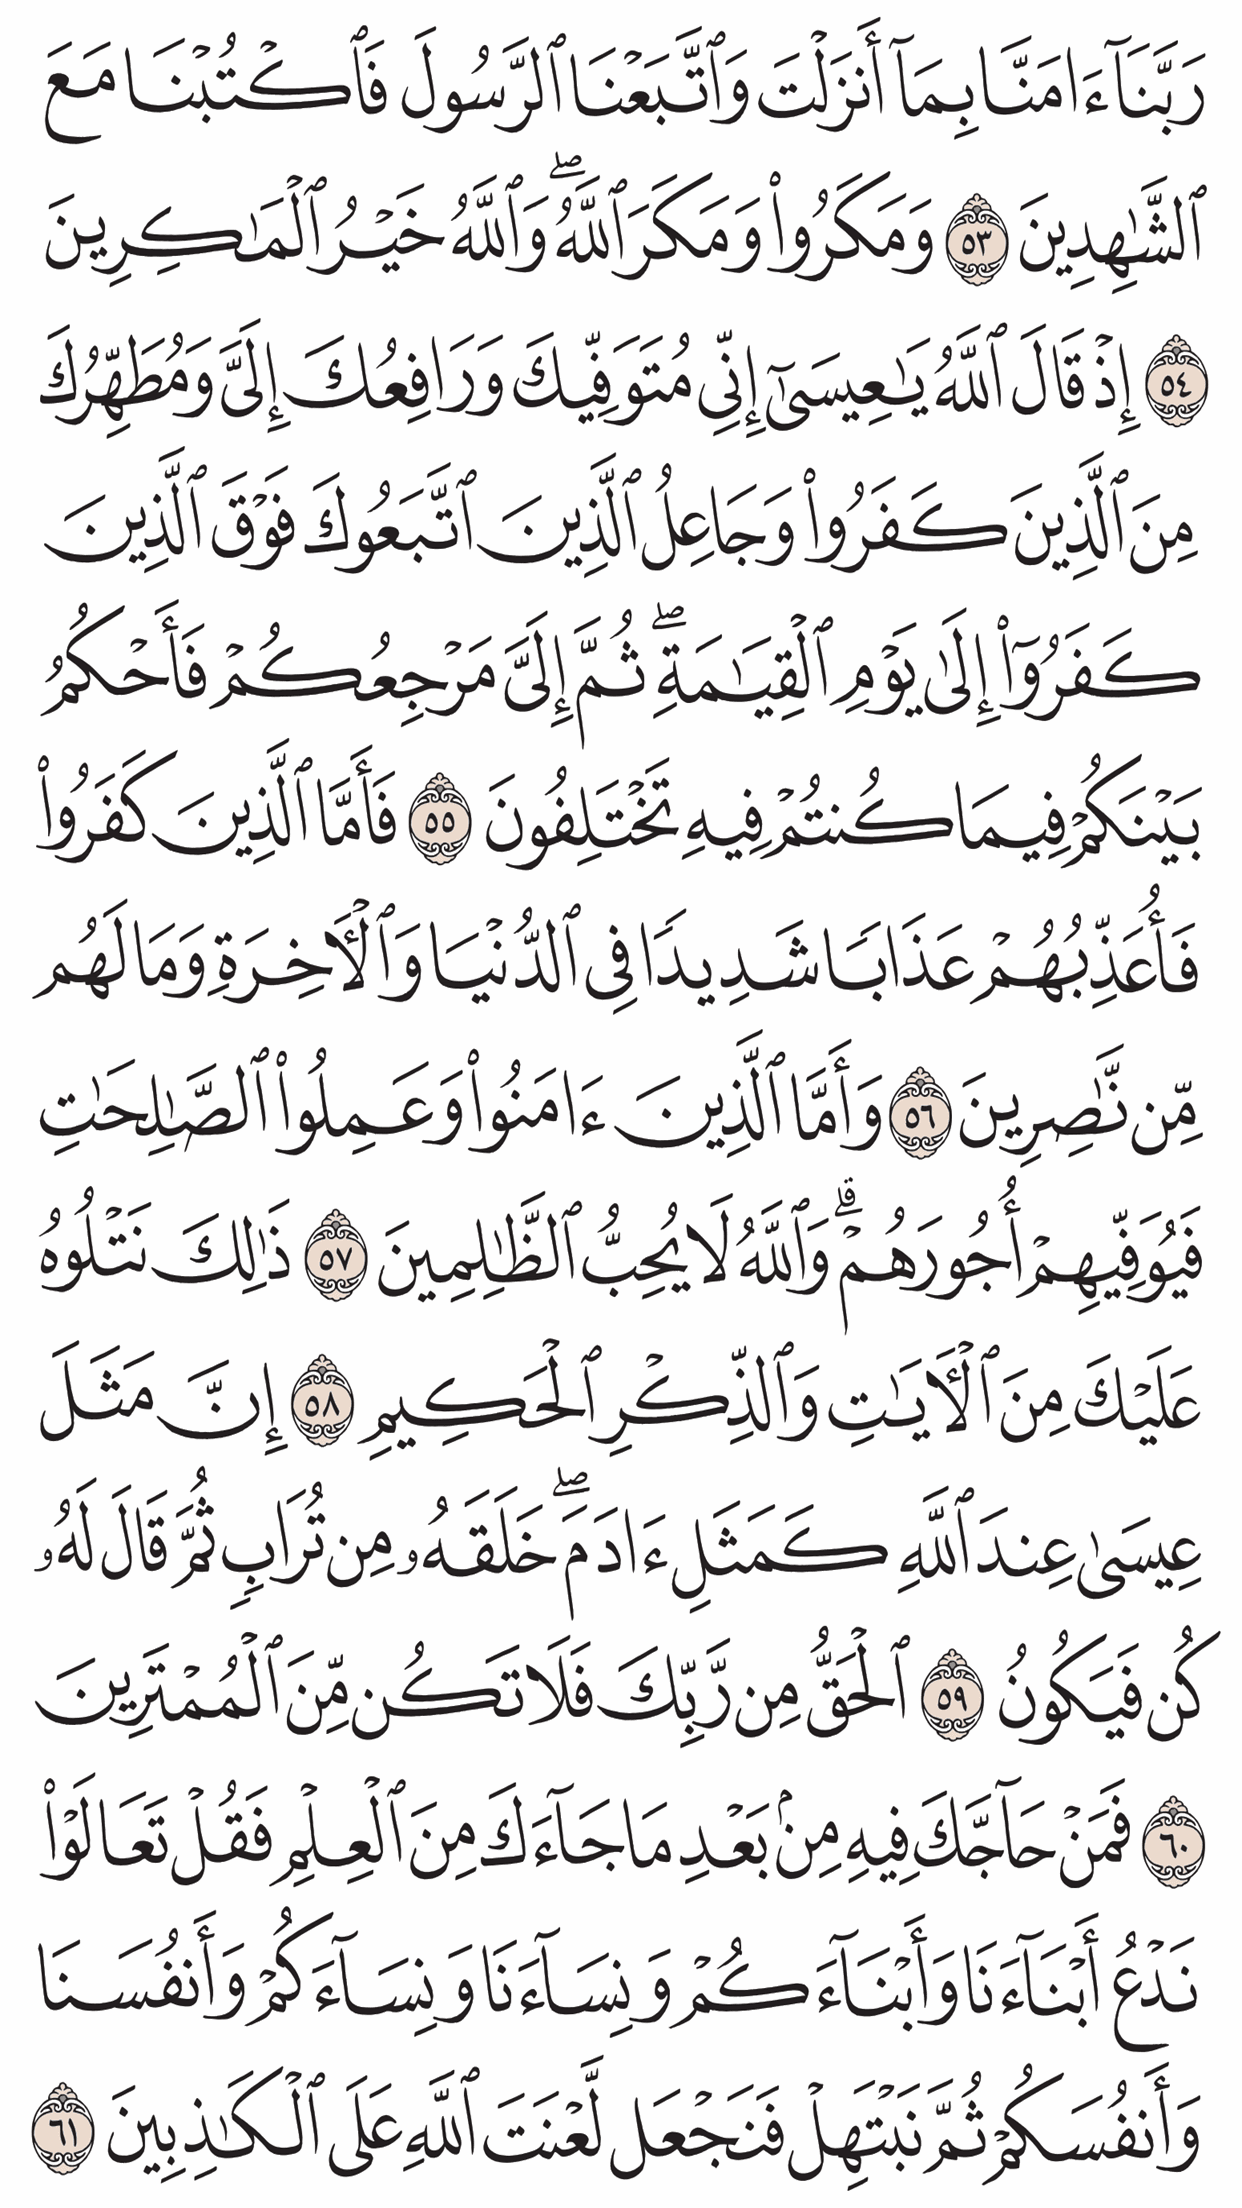 رَبَّنَآ ءَامَنَّا بِمَآ أَنزَلْتَ وَٱتَّبَعْنَا ٱلرَّسُولَ فَٱكْتُبْنَا مَعَ
ٱلشَّٰهِدِينَ ٥٣ وَمَكَرُوا۟ وَمَكَرَ ٱللَّهُ ۖ وَٱللَّهُ خَيْرُ ٱلْمَٰكِرِينَ
٥٤ إِذْ قَالَ ٱللَّهُ يَٰعِيسَىٰٓ إِنِّى مُتَوَفِّيكَ وَرَافِعُكَ إِلَىَّ وَمُطَهِّرُكَ
مِنَ ٱلَّذِينَ كَفَرُوا۟ وَجَاعِلُ ٱلَّذِينَ ٱتَّبَعُوكَ فَوْقَ ٱلَّذِينَ
كَفَرُوٓا۟ إِلَىٰ يَوْمِ ٱلْقِيَٰمَةِ ۖ ثُمَّ إِلَىَّ مَرْجِعُكُمْ فَأَحْكُمُ
بَيْنَكُمْ فِيمَا كُنتُمْ فِيهِ تَخْتَلِفُونَ ٥٥ فَأَمَّا ٱلَّذِينَ كَفَرُوا۟
فَأُعَذِّبُهُمْ عَذَابًا شَدِيدًا فِى ٱلدُّنْيَا وَٱلْءَاخِرَةِ وَمَا لَهُم
مِّن نَّٰصِرِينَ ٥٦ وَأَمَّا ٱلَّذِينَ ءَامَنُوا۟ وَعَمِلُوا۟ ٱلصَّٰلِحَٰتِ
فَيُوَفِّيهِمْ أُجُورَهُمْ ۗ وَٱللَّهُ لَا يُحِبُّ ٱلظَّٰلِمِينَ ٥٧ ذَٰلِكَ نَتْلُوهُ
عَلَيْكَ مِنَ ٱلْءَايَٰتِ وَٱلذِّكْرِ ٱلْحَكِيمِ ٥٨ إِنَّ مَثَلَ
عِيسَىٰ عِندَ ٱللَّهِ كَمَثَلِ ءَادَمَ ۖ خَلَقَهُۥ مِن تُرَابٍ ثُمَّ قَالَ لَهُۥ
كُن فَيَكُونُ ٥٩ ٱلْحَقُّ مِن رَّبِّكَ فَلَا تَكُن مِّنَ ٱلْمُمْتَرِينَ
٦٠ فَمَنْ حَآجَّكَ فِيهِ مِنۢ بَعْدِ مَا جَآءَكَ مِنَ ٱلْعِلْمِ فَقُلْ تَعَالَوْا۟
نَدْعُ أَبْنَآءَنَا وَأَبْنَآءَكُمْ وَنِسَآءَنَا وَنِسَآءَكُمْ وَأَنفُسَنَا
وَأَنفُسَكُمْ ثُمَّ نَبْتَهِلْ فَنَجْعَل لَّعْنَتَ ٱللَّهِ عَلَى ٱلْكَٰذِبِينَ ٦١